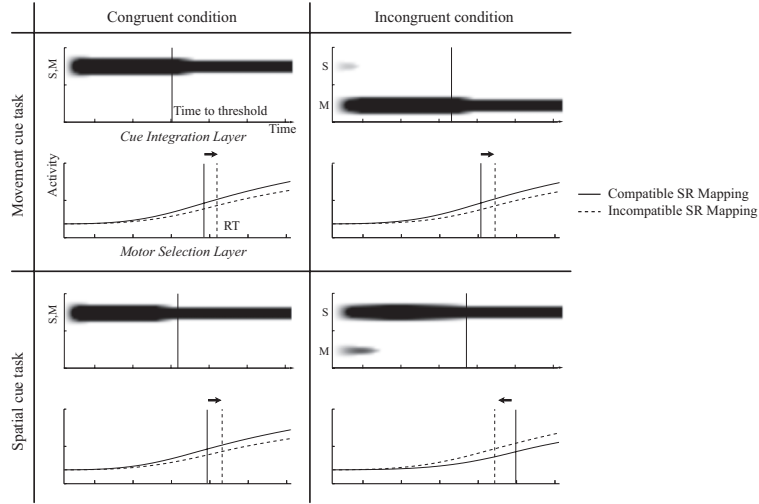 Congruent condition
Incongruent condition
Movement cue task
S,M
Time to threshold
Time
Cue Integration Layer
S
M
Activity
RT
Motor Selection Layer
Compatible SR Mapping
Incompatible SR Mapping
Spatial cue task
S,M
S
M